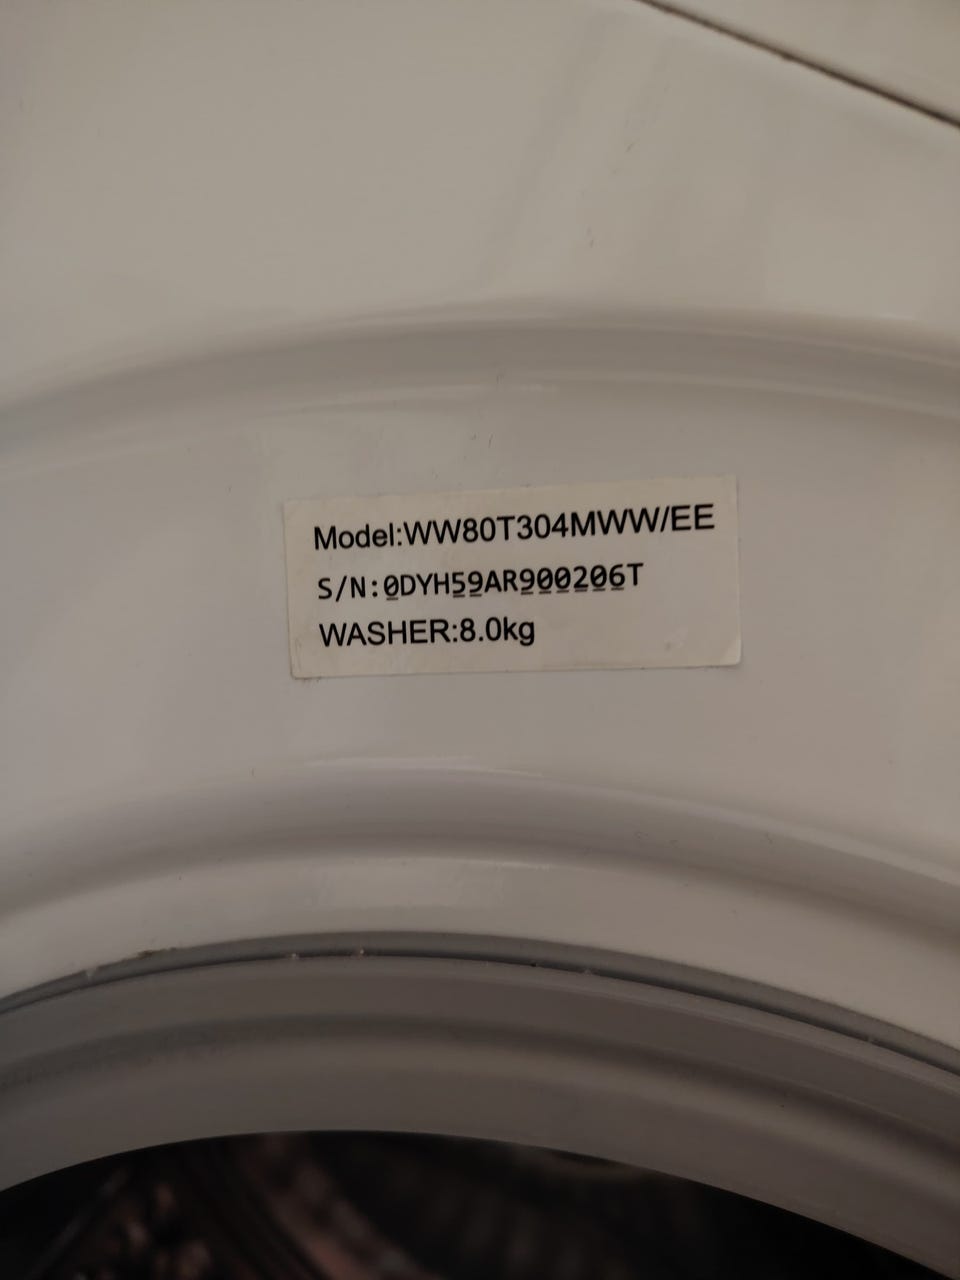 Model:WW80T304MWW/EE
S/N:0DYH59AR900206T
WASHER:8.0kg